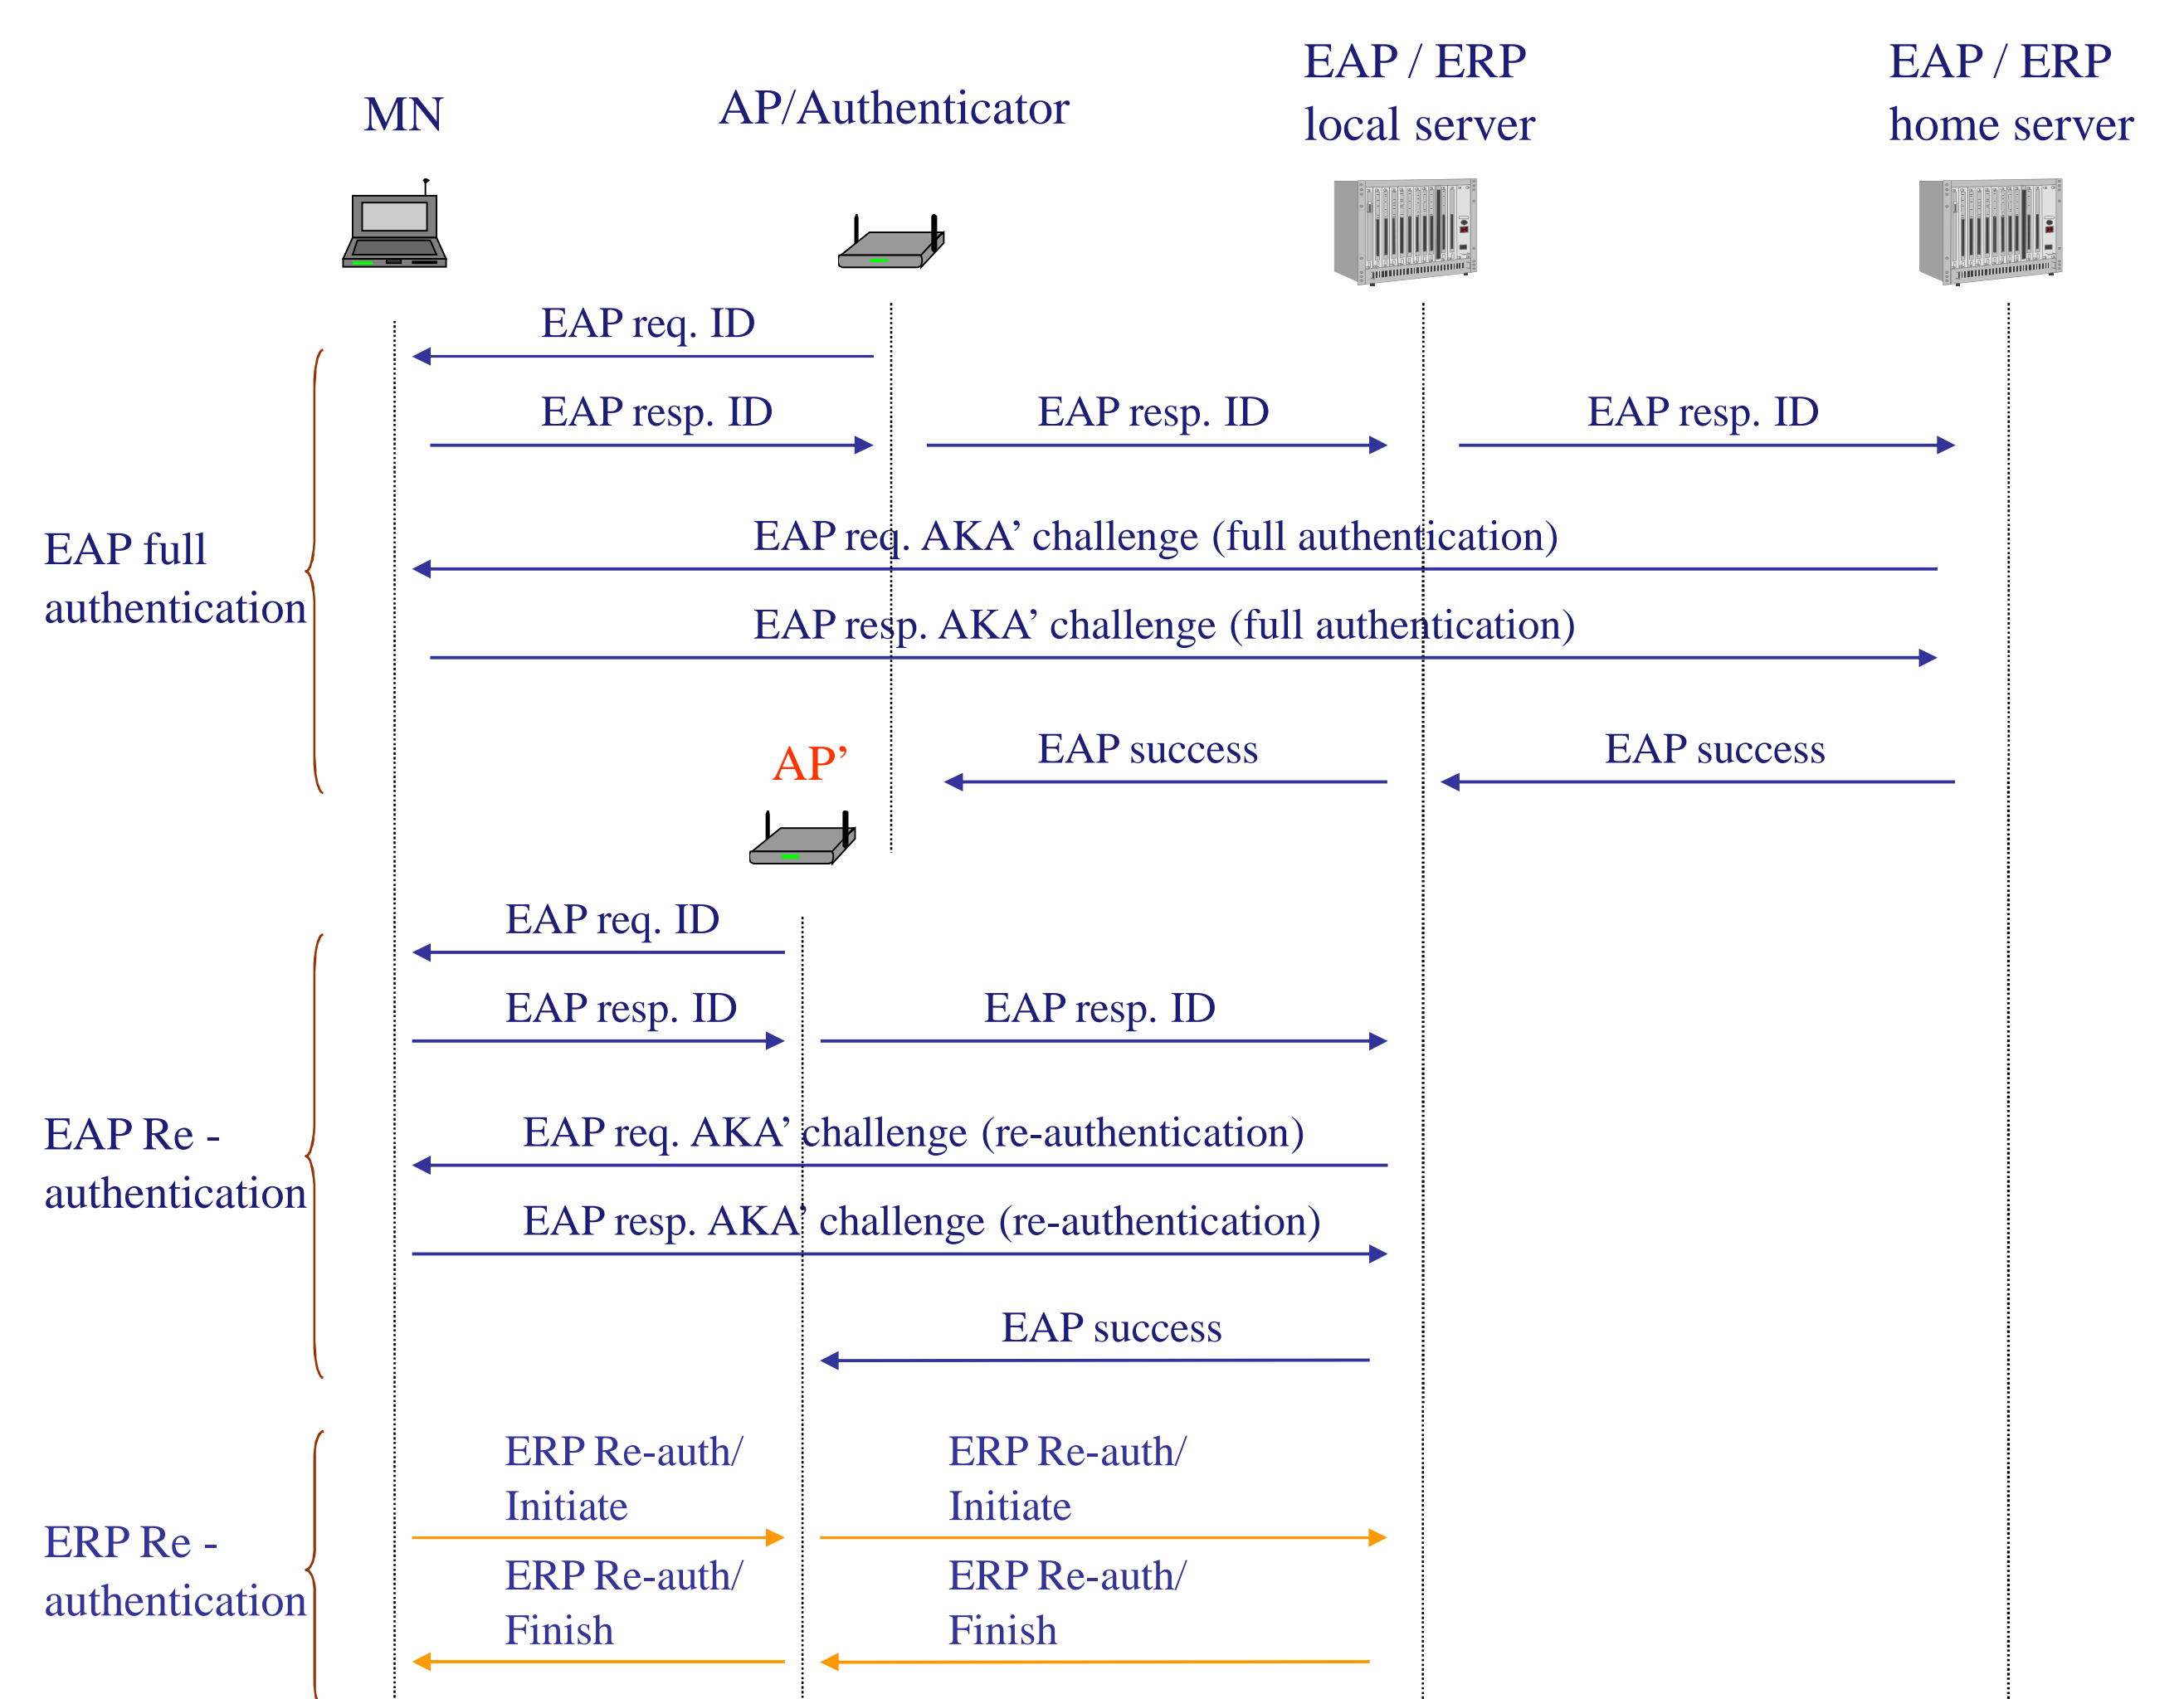 MN
AP/Authenticator
EAP / ERP
local server
EAP / ERP
home server
EAP req. ID
EAP resp. ID
EAP resp. ID
EAP resp. ID
EAP full
authentication
EAP req. AKA’ challenge (full authentication)
EAP resp. AKA’ challenge (full authentication)
EAP success
EAP success
AP’
EAP req. ID
EAP resp. ID
EAP resp. ID
EAP Re -
authentication
EAP req. AKA’ challenge (re-authentication)
EAP resp. AKA’ challenge (re-authentication)
EAP success
ERP Re -
authentication
ERP Re-auth/
Initiate
ERP Re-auth/
Initiate
ERP Re-auth/
Finish
ERP Re-auth/
Finish